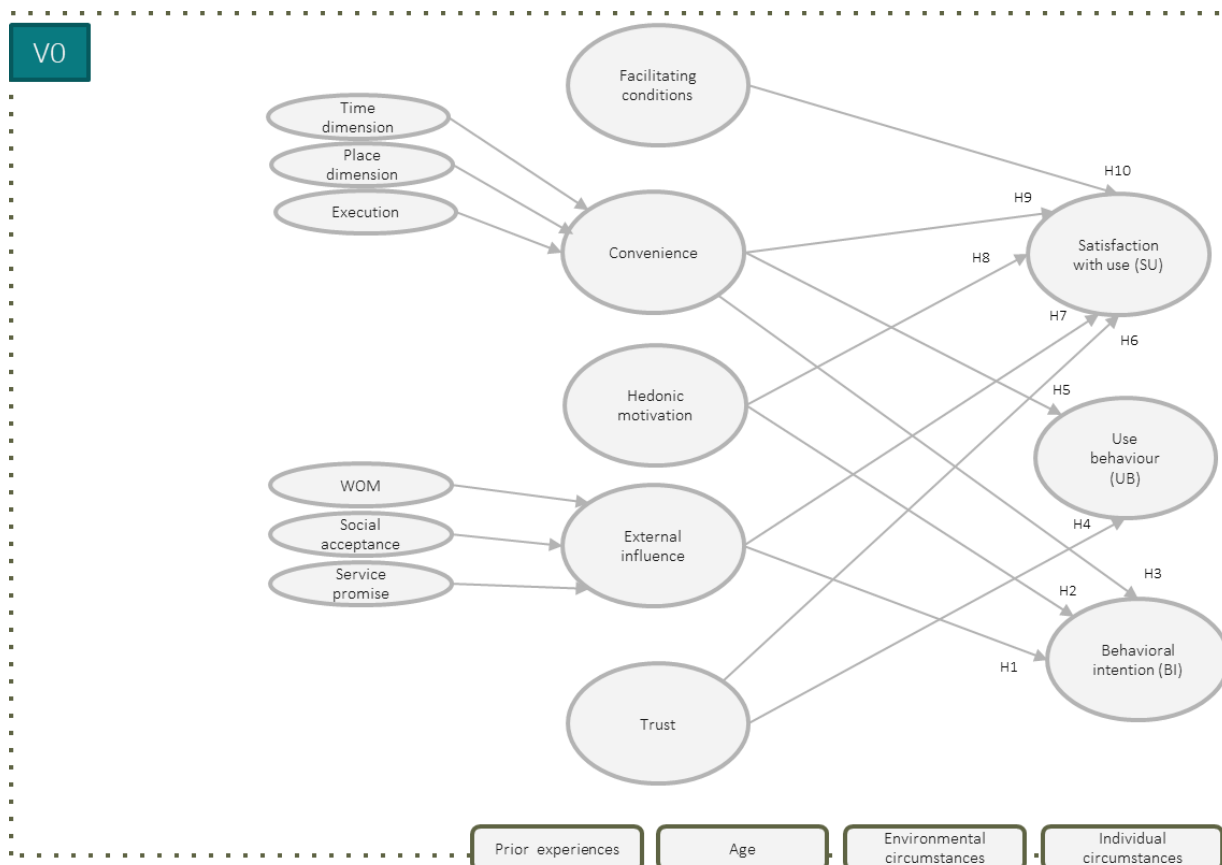 V0
Facilitating
conditions
Time
dimension
Place
dimension
Execution
Convenience
Hedonic
motivation
WOM
Social
acceptance
Service
promise
External
influence
Trust
H10
H9
H8
H7
H6
H5
H4
H3
H2
H1
Satisfaction
with use (SU)
Use
behaviour
(UB)
Behavioral
intention (BI)
Prior experiences
Age
Environmental
circumstances
Individual
circumstances